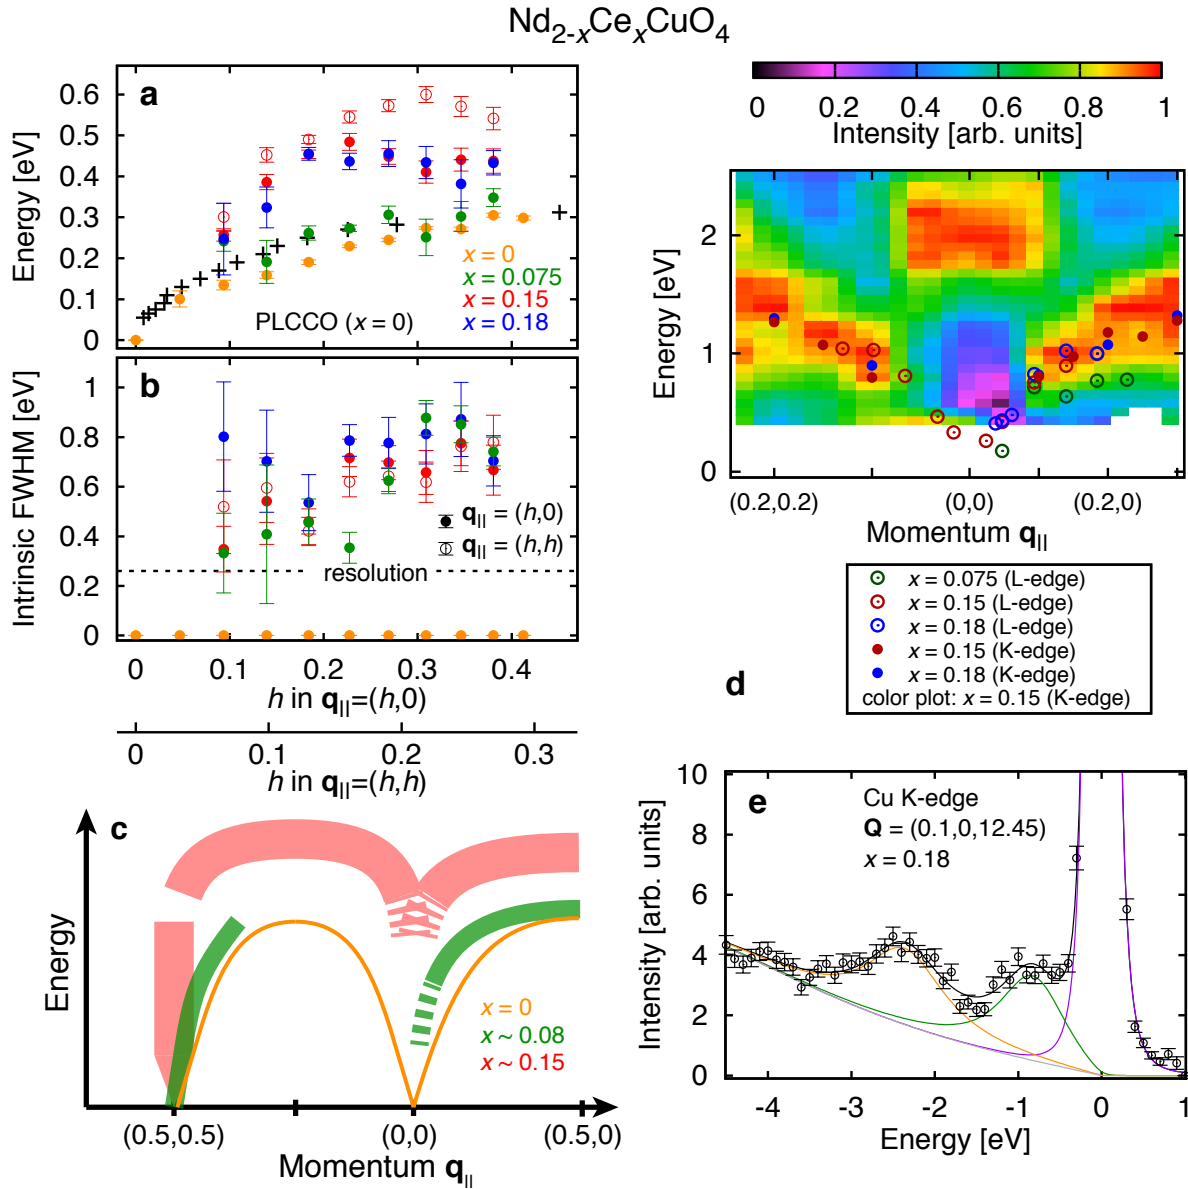 Nd2-xCexCuO4
a
Energy [eV]
0.6
0.5
0.4
0.3
0.2
0.1
0
x = 0
x = 0.075
x = 0.15
x = 0.18
PLCCO (x = 0)
b
Intrinsic FWHM [eV]
1
0.8
0.6
0.4
0.2
0
q|| = (h,0)
q|| = (h,h)
resolution
0 0.1 0.2 0.3 0.4
h in q||=(h,0)
0 0.1 0.2 0.3
h in q||=(h,h)
c
Energy
x = 0
x ~ 0.08
x ~ 0.15
(0.5,0.5) (0,0) (0.5,0)
Momentum q||
0 0.2 0.4 0.6 0.8 1
Intensity [arb. units]
Energy [eV]
2
1
0
(0.2,0.2) (0,0) (0.2,0)
Momentum q||
x = 0.075 (L-edge)
x = 0.15 (L-edge)
x = 0.18 (L-edge)
x = 0.15 (K-edge)
x = 0.18 (K-edge)
color plot: x = 0.15 (K-edge)
d
e
Cu K-edge
Q = (0.1,0,12.45)
x = 0.18
Intensity [arb. units]
10
8
6
4
2
0
-4 -3 -2 -1 0 1
Energy [eV]